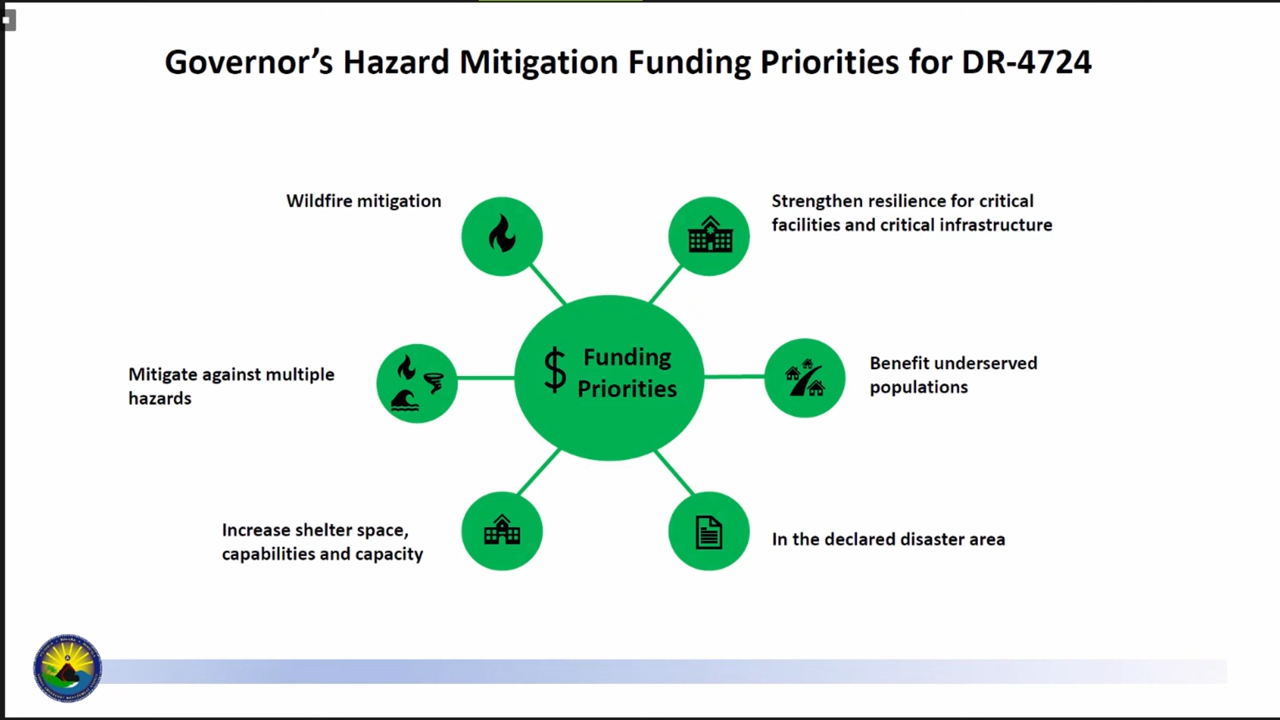 Governor’s Hazard Mitigation Funding Priorities for DR-4724
Wildfire mitigation
Strengthen resilience for critical
facilities and critical infrastructure
Mitigate against multiple
hazards
$ Funding
Priorities
Benefit underserved
populations
Increase shelter space,
capabilities and capacity
In the declared disaster area